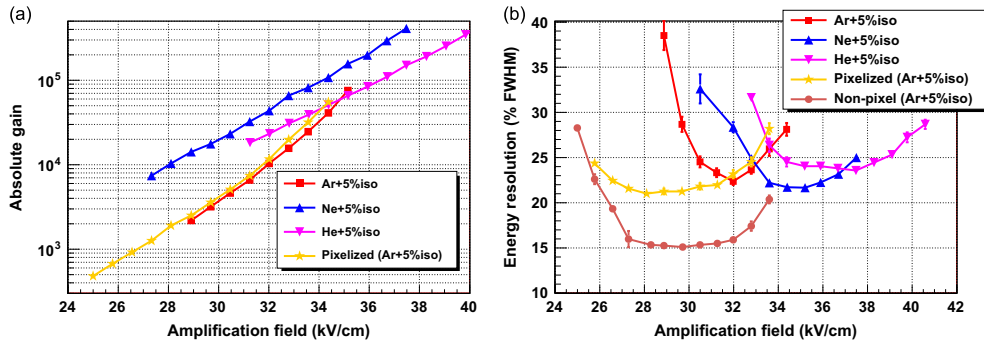 (a)
Absolute gain
10^5
10^4
10^3
Ar+5%iso
Ne+5%iso
He+5%iso
Pixelized (Ar+5%iso)
24 26 28 30 32 34 36 38 40
Amplification field (kV/cm)
(b)
Energy resolution (% FWHM)
40
35
30
25
20
15
10
Ar+5%iso
Ne+5%iso
He+5%iso
Pixelized (Ar+5%iso)
Non-pixel (Ar+5%iso)
24 26 28 30 32 34 36 38 40 42
Amplification field (kV/cm)